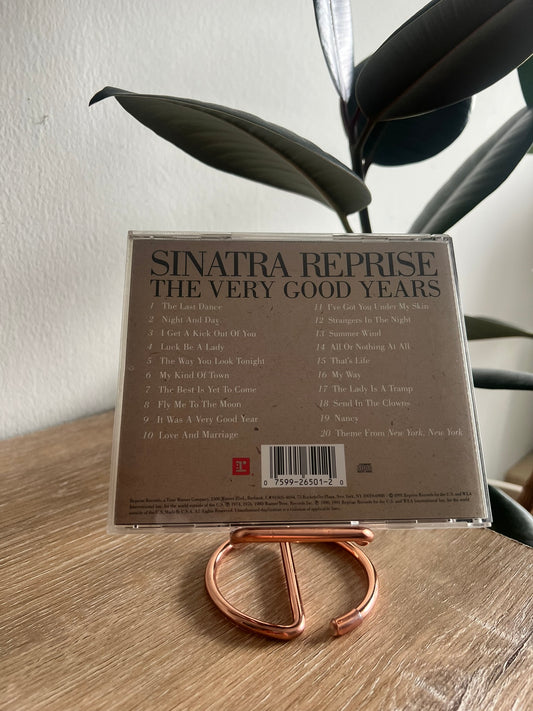 SINATRA REPRISE
THE VERY GOOD YEARS
1 The Last Dance
2 Night And Day
3 I Get A Kick Out Of You
4 Luck Be A Lady
5 The Way You Look Tonight
6 My Kind Of Town
7 The Best Is Yet To Come
8 Fly Me To The Moon
9 It Was A Very Good Year
10 Love And Marriage
11 I've Got You Under My Skin
12 Strangers In The Night
13 Summer Wind
14 All Or Nothing At All
15 That's Life
16 My Way
17 The Lady Is A Tramp
18 Send In The Clowns
19 Nancy
20 Theme From New York, New York
0 7599-26501-2 0
Reprise Records, a Time Warner Company,